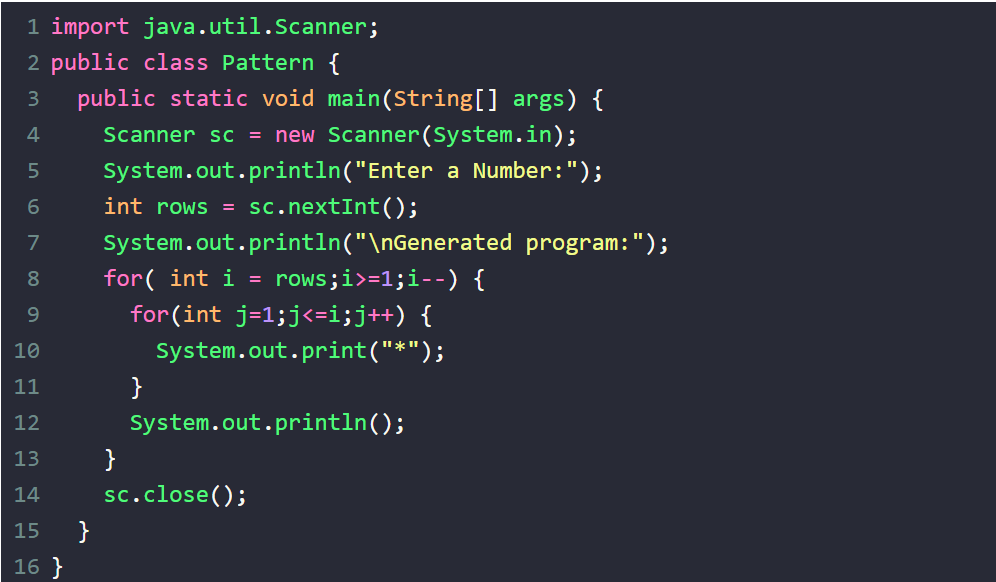 1 import java.util.Scanner;
2 public class Pattern {
3   public static void main(String[] args) {
4     Scanner sc = new Scanner(System.in);
5     System.out.println("Enter a Number:");
6     int rows = sc.nextInt();
7     System.out.println("\nGenerated program:");
8     for( int i = rows;i>=1;i--) {
9       for(int j=1;j<=i;j++) {
10         System.out.print("*");
11       }
12       System.out.println();
13     }
14     sc.close();
15   }
16 }